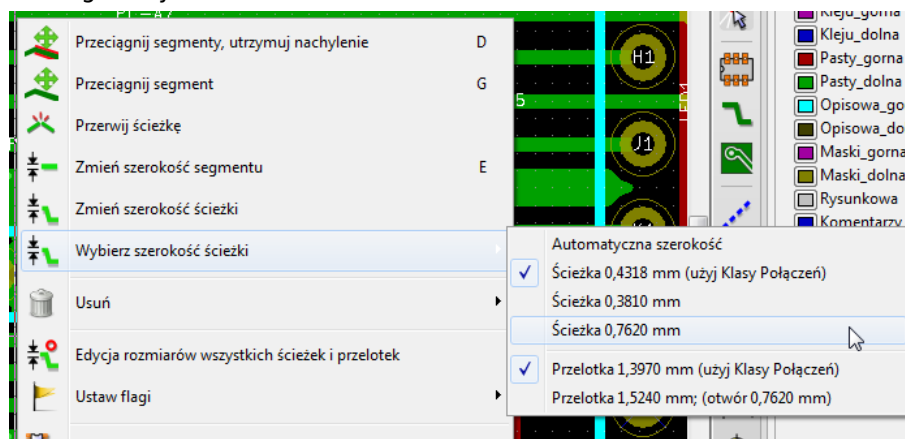 PF-A7
Przeciągnij segmenty, utrzymuj nachylenie D
Przeciągnij segment G
Przerwij ścieżkę
Zmień szerokość segmentu E
Zmień szerokość ścieżki
Wybierz szerokość ścieżki
Usuń
Edycja rozmiarów wszystkich ścieżek i przelotek
Ustaw flagi
Automatyczna szerokość
Ścieżka 0,4318 mm (użyj Klasy Połączeń)
Ścieżka 0,3810 mm
Ścieżka 0,7620 mm
Przelotka 1,3970 mm (użyj Klasy Połączeń)
Przelotka 1,5240 mm; (otwór 0,7620 mm)
H1
J1
5
Kleju_gorna
Kleju_dolna
Pasty_gorna
Pasty_dolna
Opisowa_go
Opisowa_do
Maski_gorna
Maski_dolna
Rysunkowa
Komentarzy